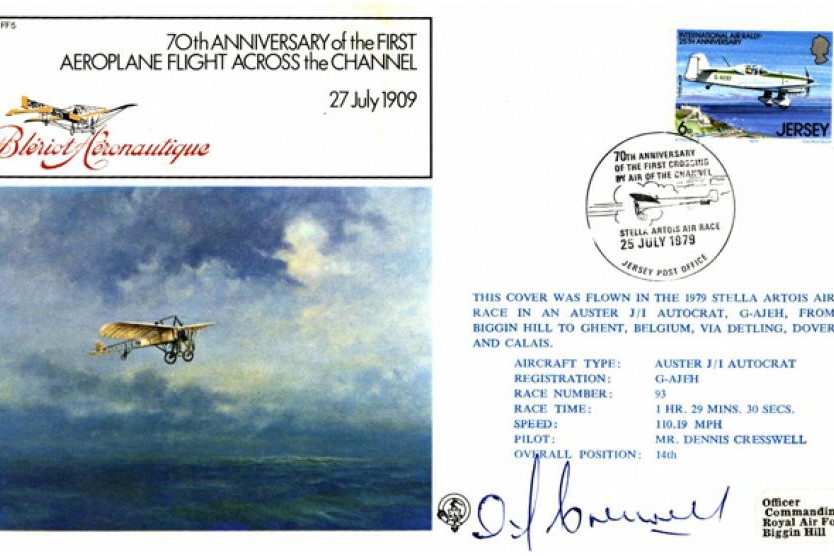 FF5
70th ANNIVERSARY of the FIRST
AEROPLANE FLIGHT ACROSS the CHANNEL
27 July 1909
Blériot Aéronautique
INTERNATIONAL AIR RALLY
25TH ANNIVERSARY
6p
JERSEY
70TH ANNIVERSARY
OF THE FIRST CROSSING
BY AIR OF THE CHANNEL
STELLA ARTOIS AIR RACE
25 JULY 1979
JERSEY POST OFFICE
THIS COVER WAS FLOWN IN THE 1979 STELLA ARTOIS AIR
RACE IN AN AUSTER J/I AUTOCRAT, G-AJEH, FROM
BIGGIN HILL TO GHENT, BELGIUM, VIA DETLING, DOVER
AND CALAIS.
AIRCRAFT TYPE: AUSTER J/I AUTOCRAT
REGISTRATION: G-AJEH
RACE NUMBER: 93
RACE TIME: 1 HR. 29 MINS. 30 SECS.
SPEED: 110.19 MPH
PILOT: MR. DENNIS CRESSWELL
OVERALL POSITION: 14th
Officer
Commandin
Royal Air Fo
Biggin Hill